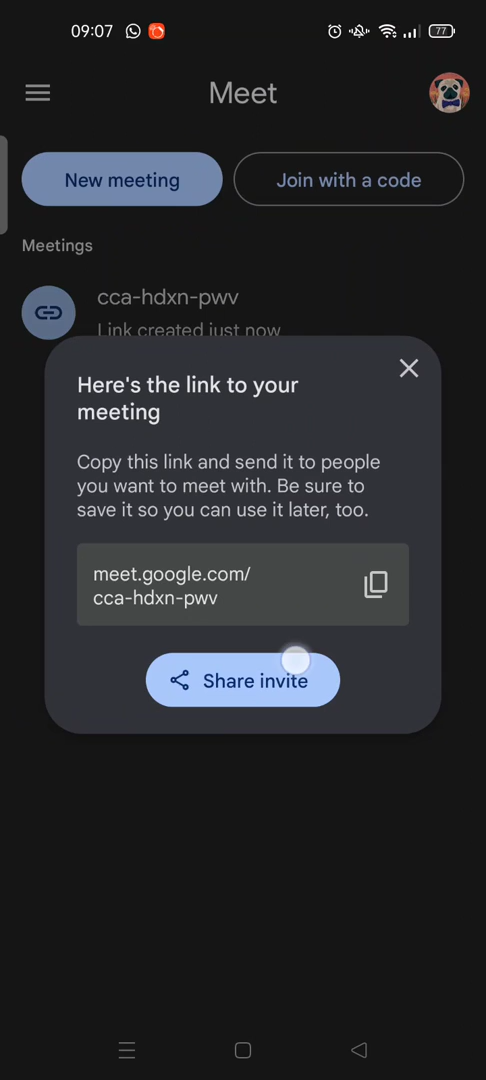 09:07
77
Meet
New meeting
Join with a code
Meetings
cca-hdxn-pwv
Link created just now
Here's the link to your
meeting
Copy this link and send it to people
you want to meet with. Be sure to
save it so you can use it later, too.
meet.google.com/
cca-hdxn-pwv
Share invite